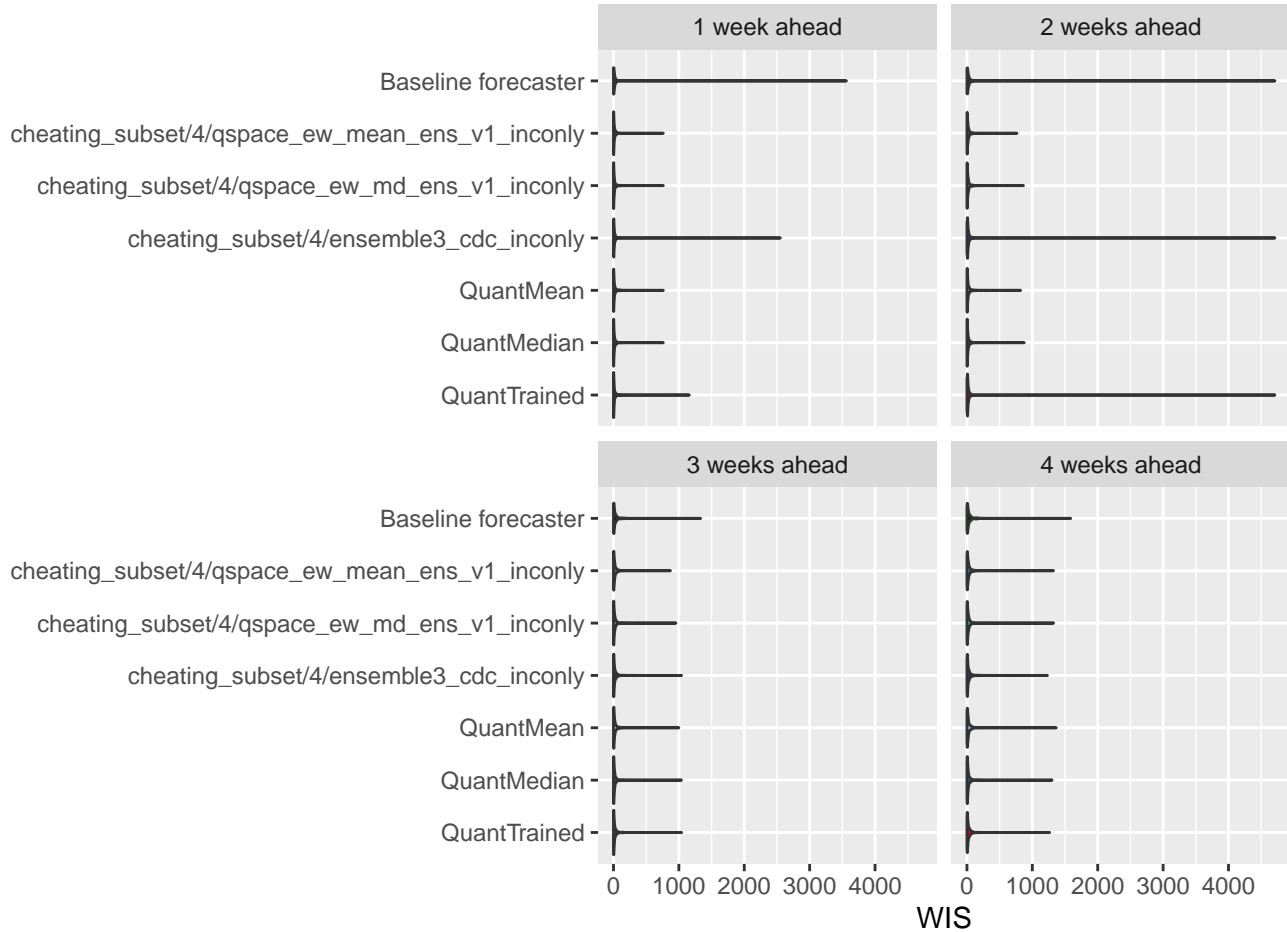 1 week ahead
2 weeks ahead
Baseline forecaster
cheating_subset/4/qspace_ew_mean_ens_v1_inconly
cheating_subset/4/qspace_ew_md_ens_v1_inconly
cheating_subset/4/ensemble3_cdc_inconly
QuantMean
QuantMedian
QuantTrained
3 weeks ahead
4 weeks ahead
Baseline forecaster
cheating_subset/4/qspace_ew_mean_ens_v1_inconly
cheating_subset/4/qspace_ew_md_ens_v1_inconly
cheating_subset/4/ensemble3_cdc_inconly
QuantMean
QuantMedian
QuantTrained
0 1000 2000 3000 4000
0 1000 2000 3000 4000
WIS